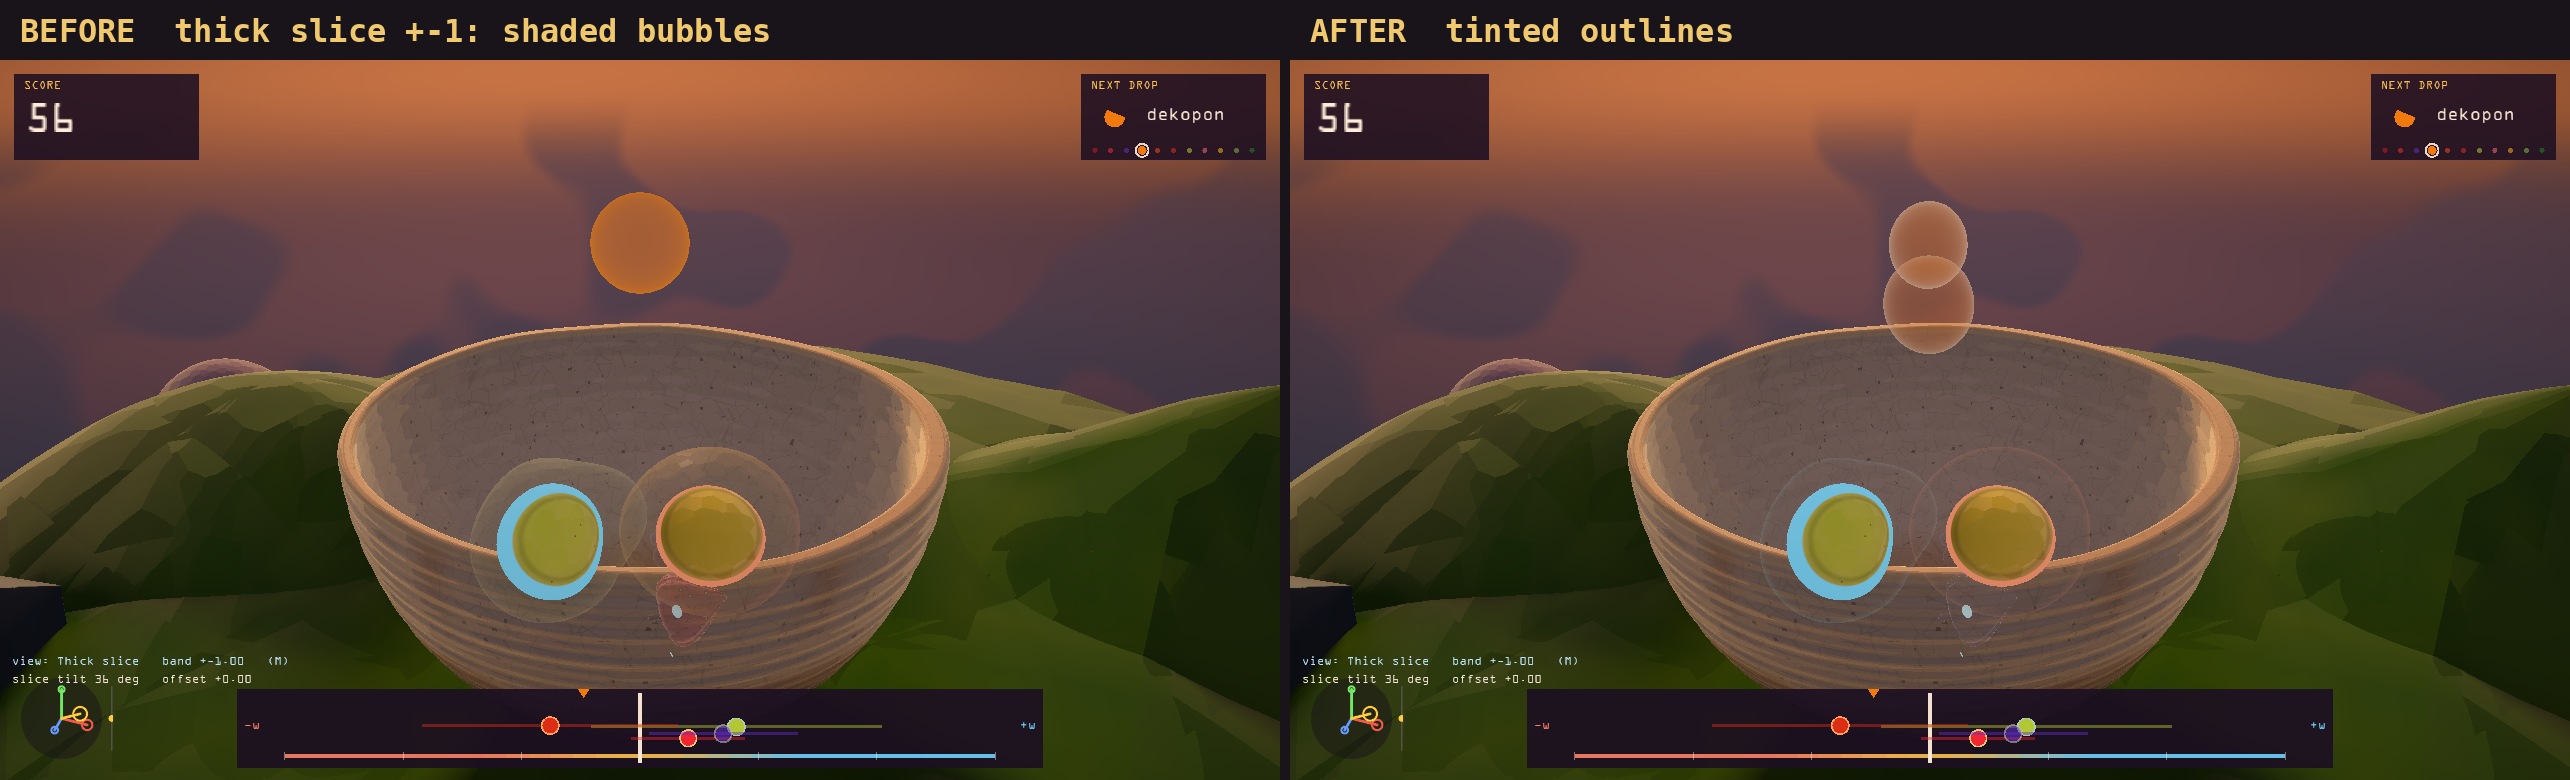 BEFORE thick slice +-1: shaded bubbles
SCORE
56
NEXT DROP
dekopon
view: Thick slice band +-1.00 (M)
slice tilt 36 deg offset +0.00
-w
+w
AFTER tinted outlines
SCORE
56
NEXT DROP
dekopon
view: Thick slice band +-1.00 (M)
slice tilt 36 deg offset +0.00
-w
+w